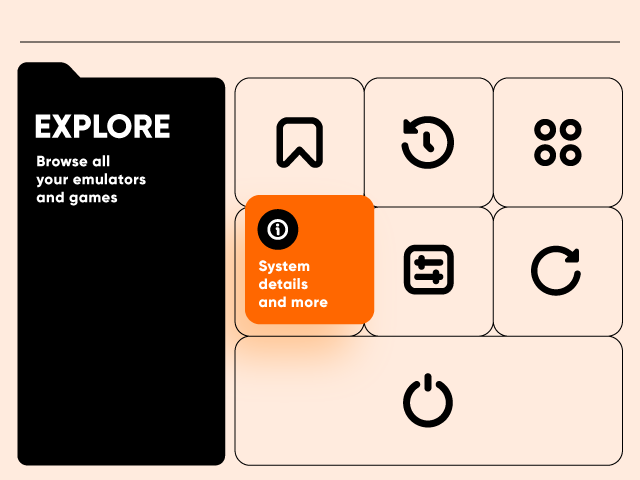 EXPLORE
Browse all
your emulators
and games
System
details
and more